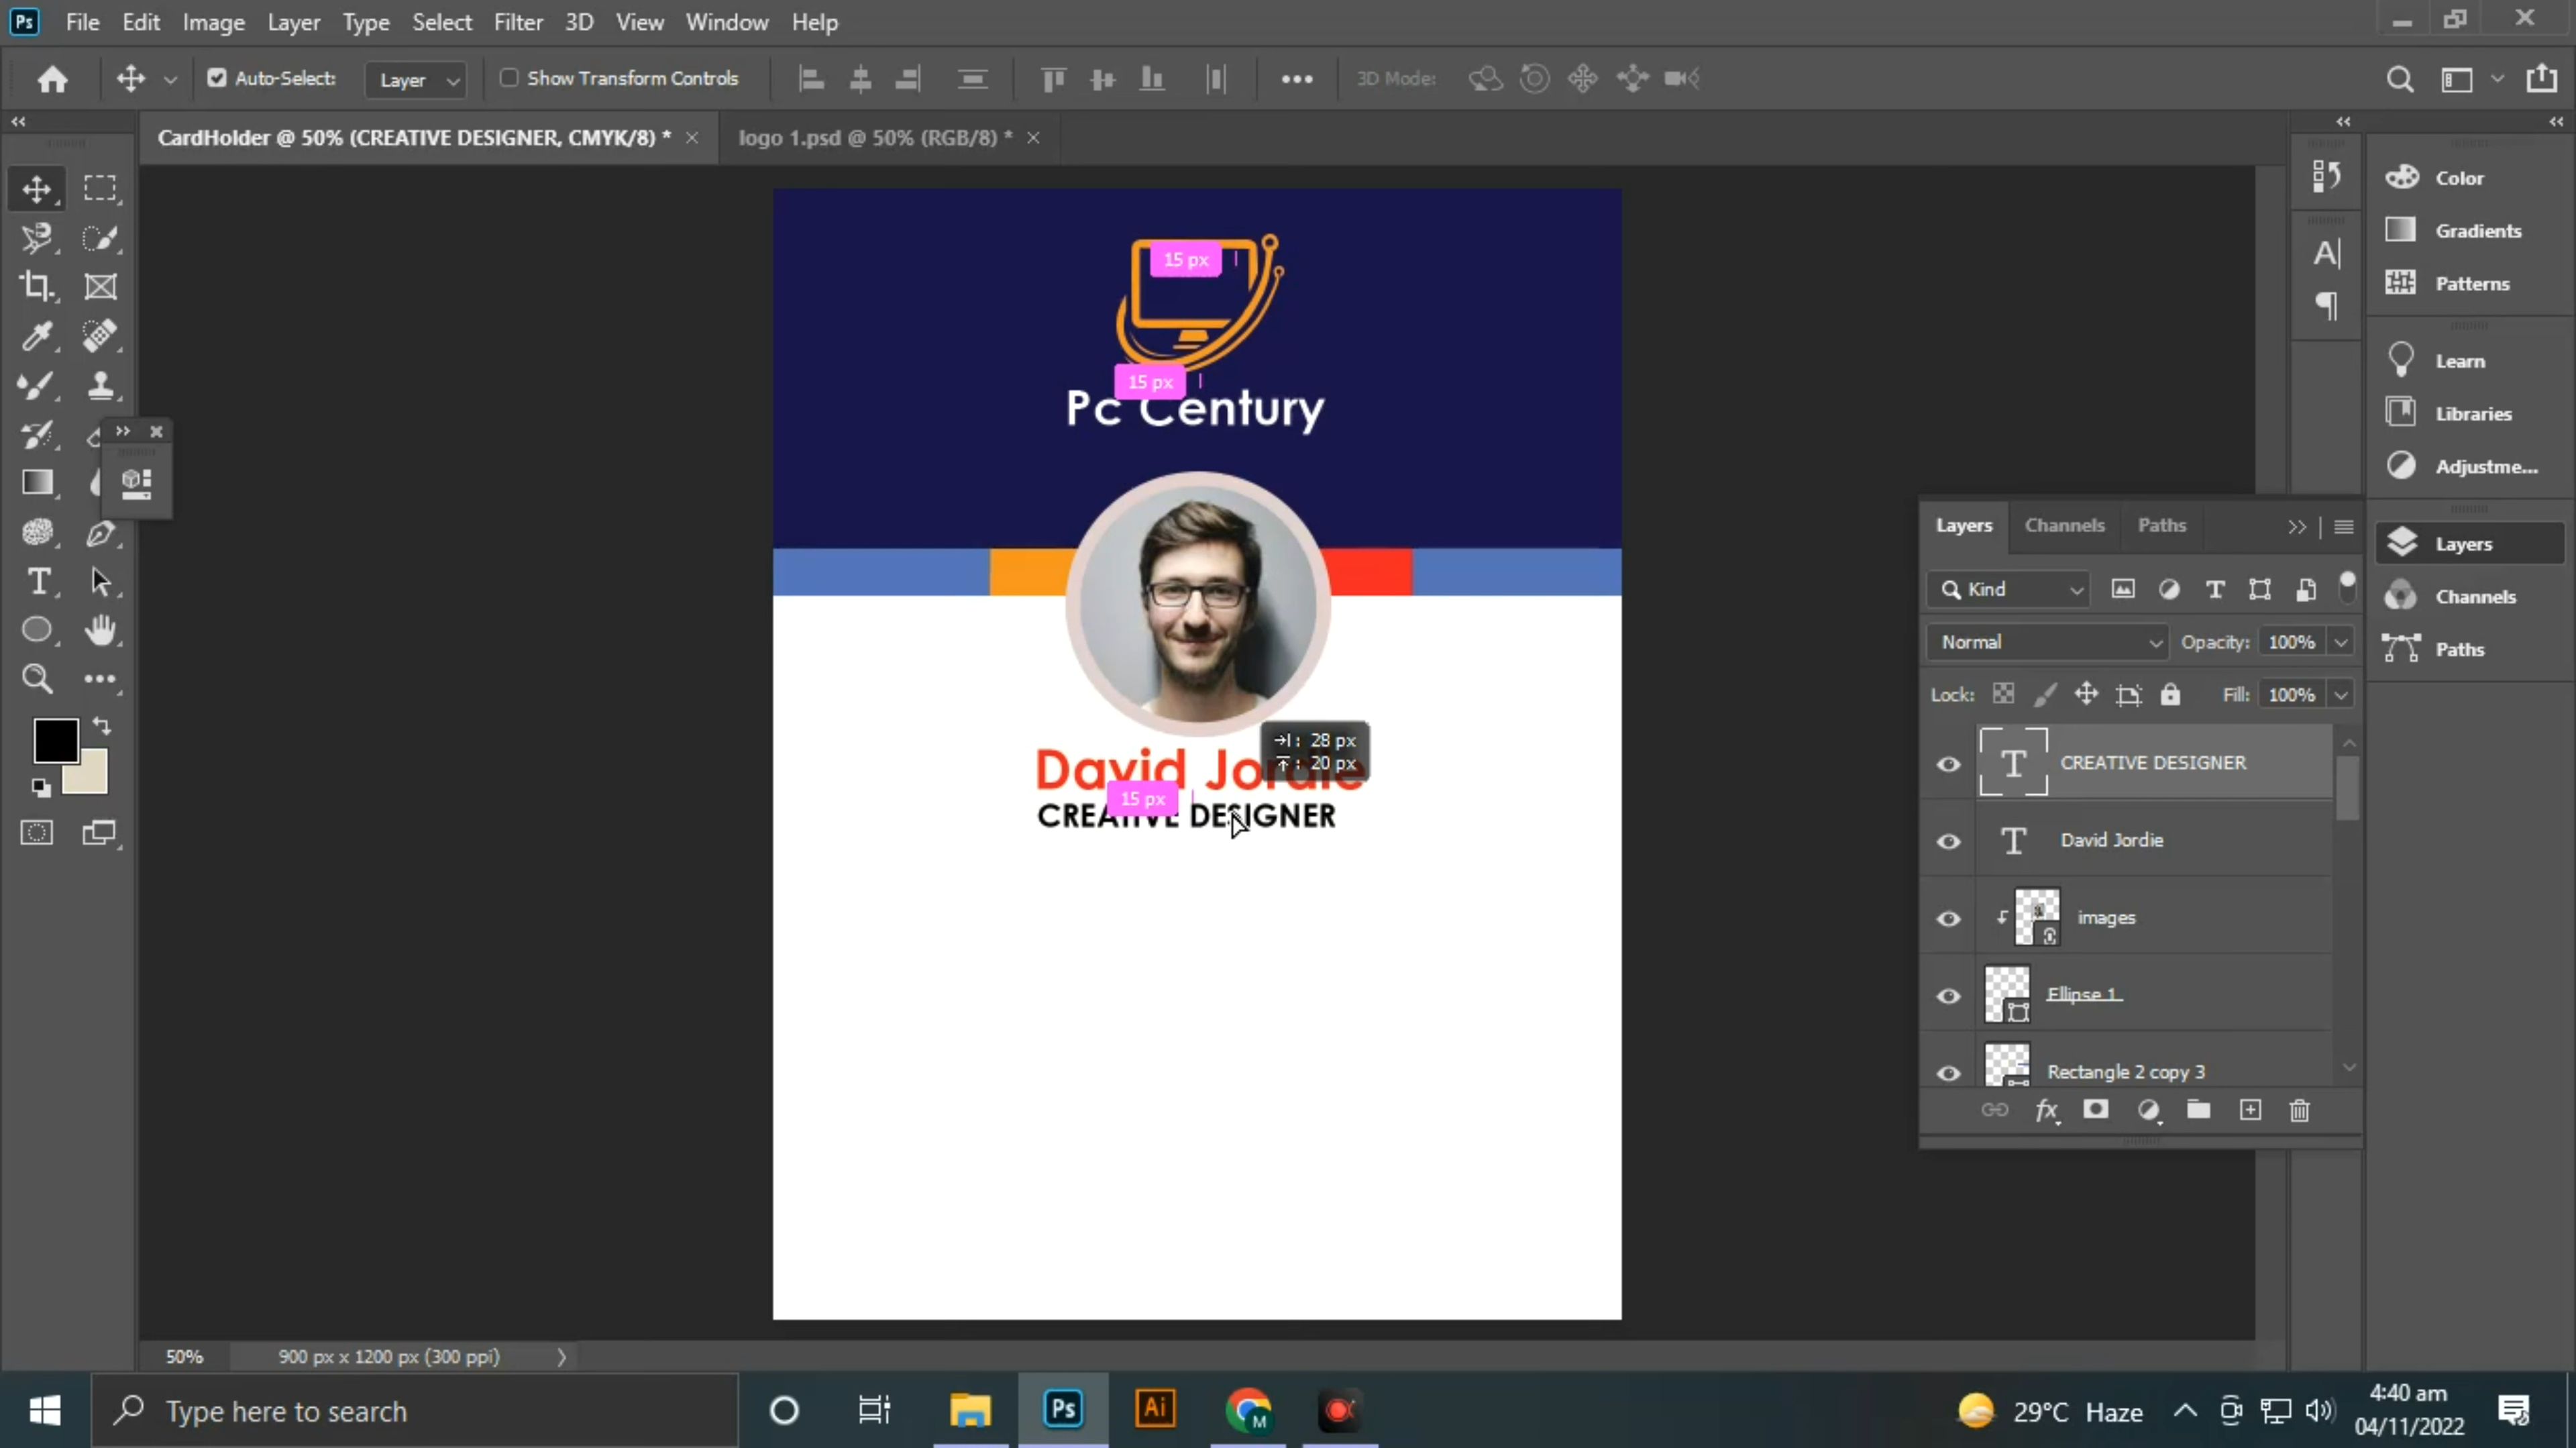 Ps File Edit Image Layer Type Select Filter 3D View Window Help
Auto-Select: Layer Show Transform Controls 3D Mode:
CardHolder @ 50% (CREATIVE DESIGNER, CMYK/8) * × logo 1.psd @ 50% (RGB/8) * ×
15 px
15 px
Pc Century
28 px
20 px
David Jordie
15 px
CREATIVE DESIGNER
Color
Gradients
Patterns
Learn
Libraries
Adjustme...
Layers
Channels
Paths
Layers Channels Paths
Kind
Normal Opacity: 100%
Lock: Fill: 100%
CREATIVE DESIGNER
David Jordie
images
Ellipse 1
Rectangle 2 copy 3
fx
50% 900 px x 1200 px (300 ppi)
Type here to search
Ps
Ai
M
29°C Haze
4:40 am
04/11/2022